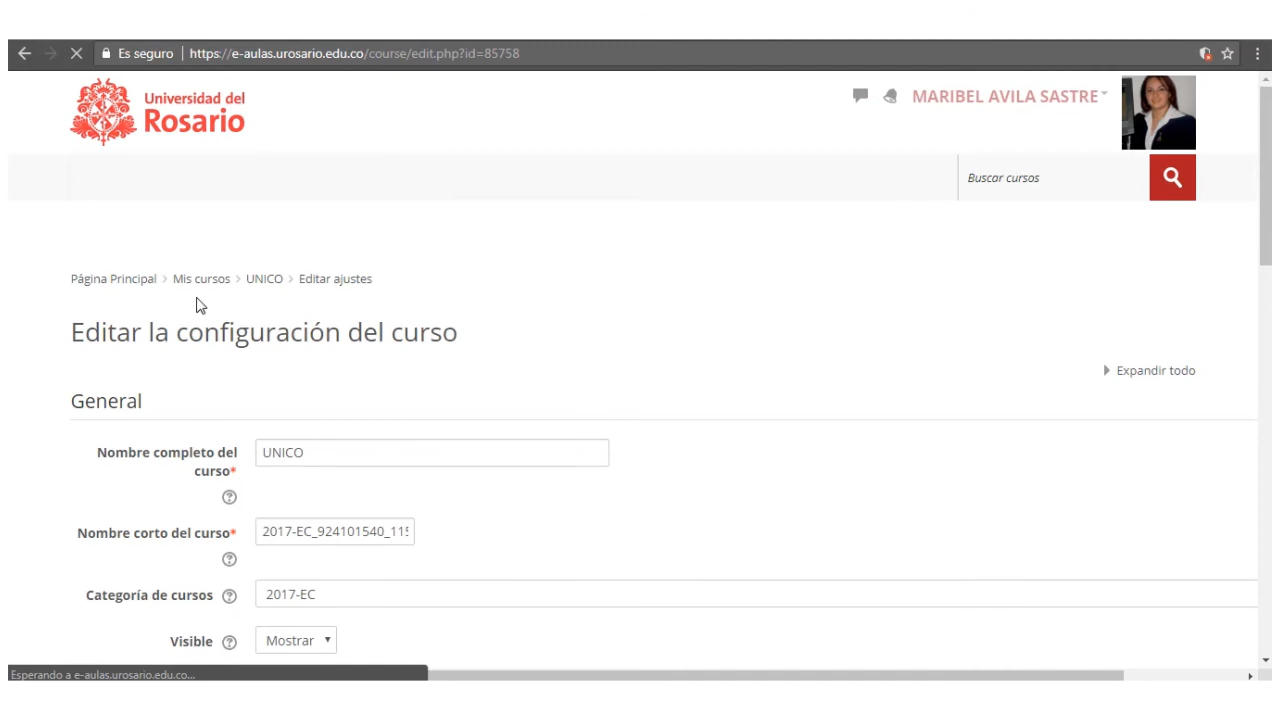 Es seguro | https://e-aulas.urosario.edu.co/course/edit.php?id=85758
Universidad del
Rosario
MARIBEL AVILA SASTRE
Buscar cursos
Página Principal > Mis cursos > UNICO > Editar ajustes
Editar la configuración del curso
Expandir todo
General
Nombre completo del
curso*
UNICO
Nombre corto del curso*
2017-EC_924101540_115
Categoría de cursos
2017-EC
Visible
Mostrar
Esperando a e-aulas.urosario.edu.co...